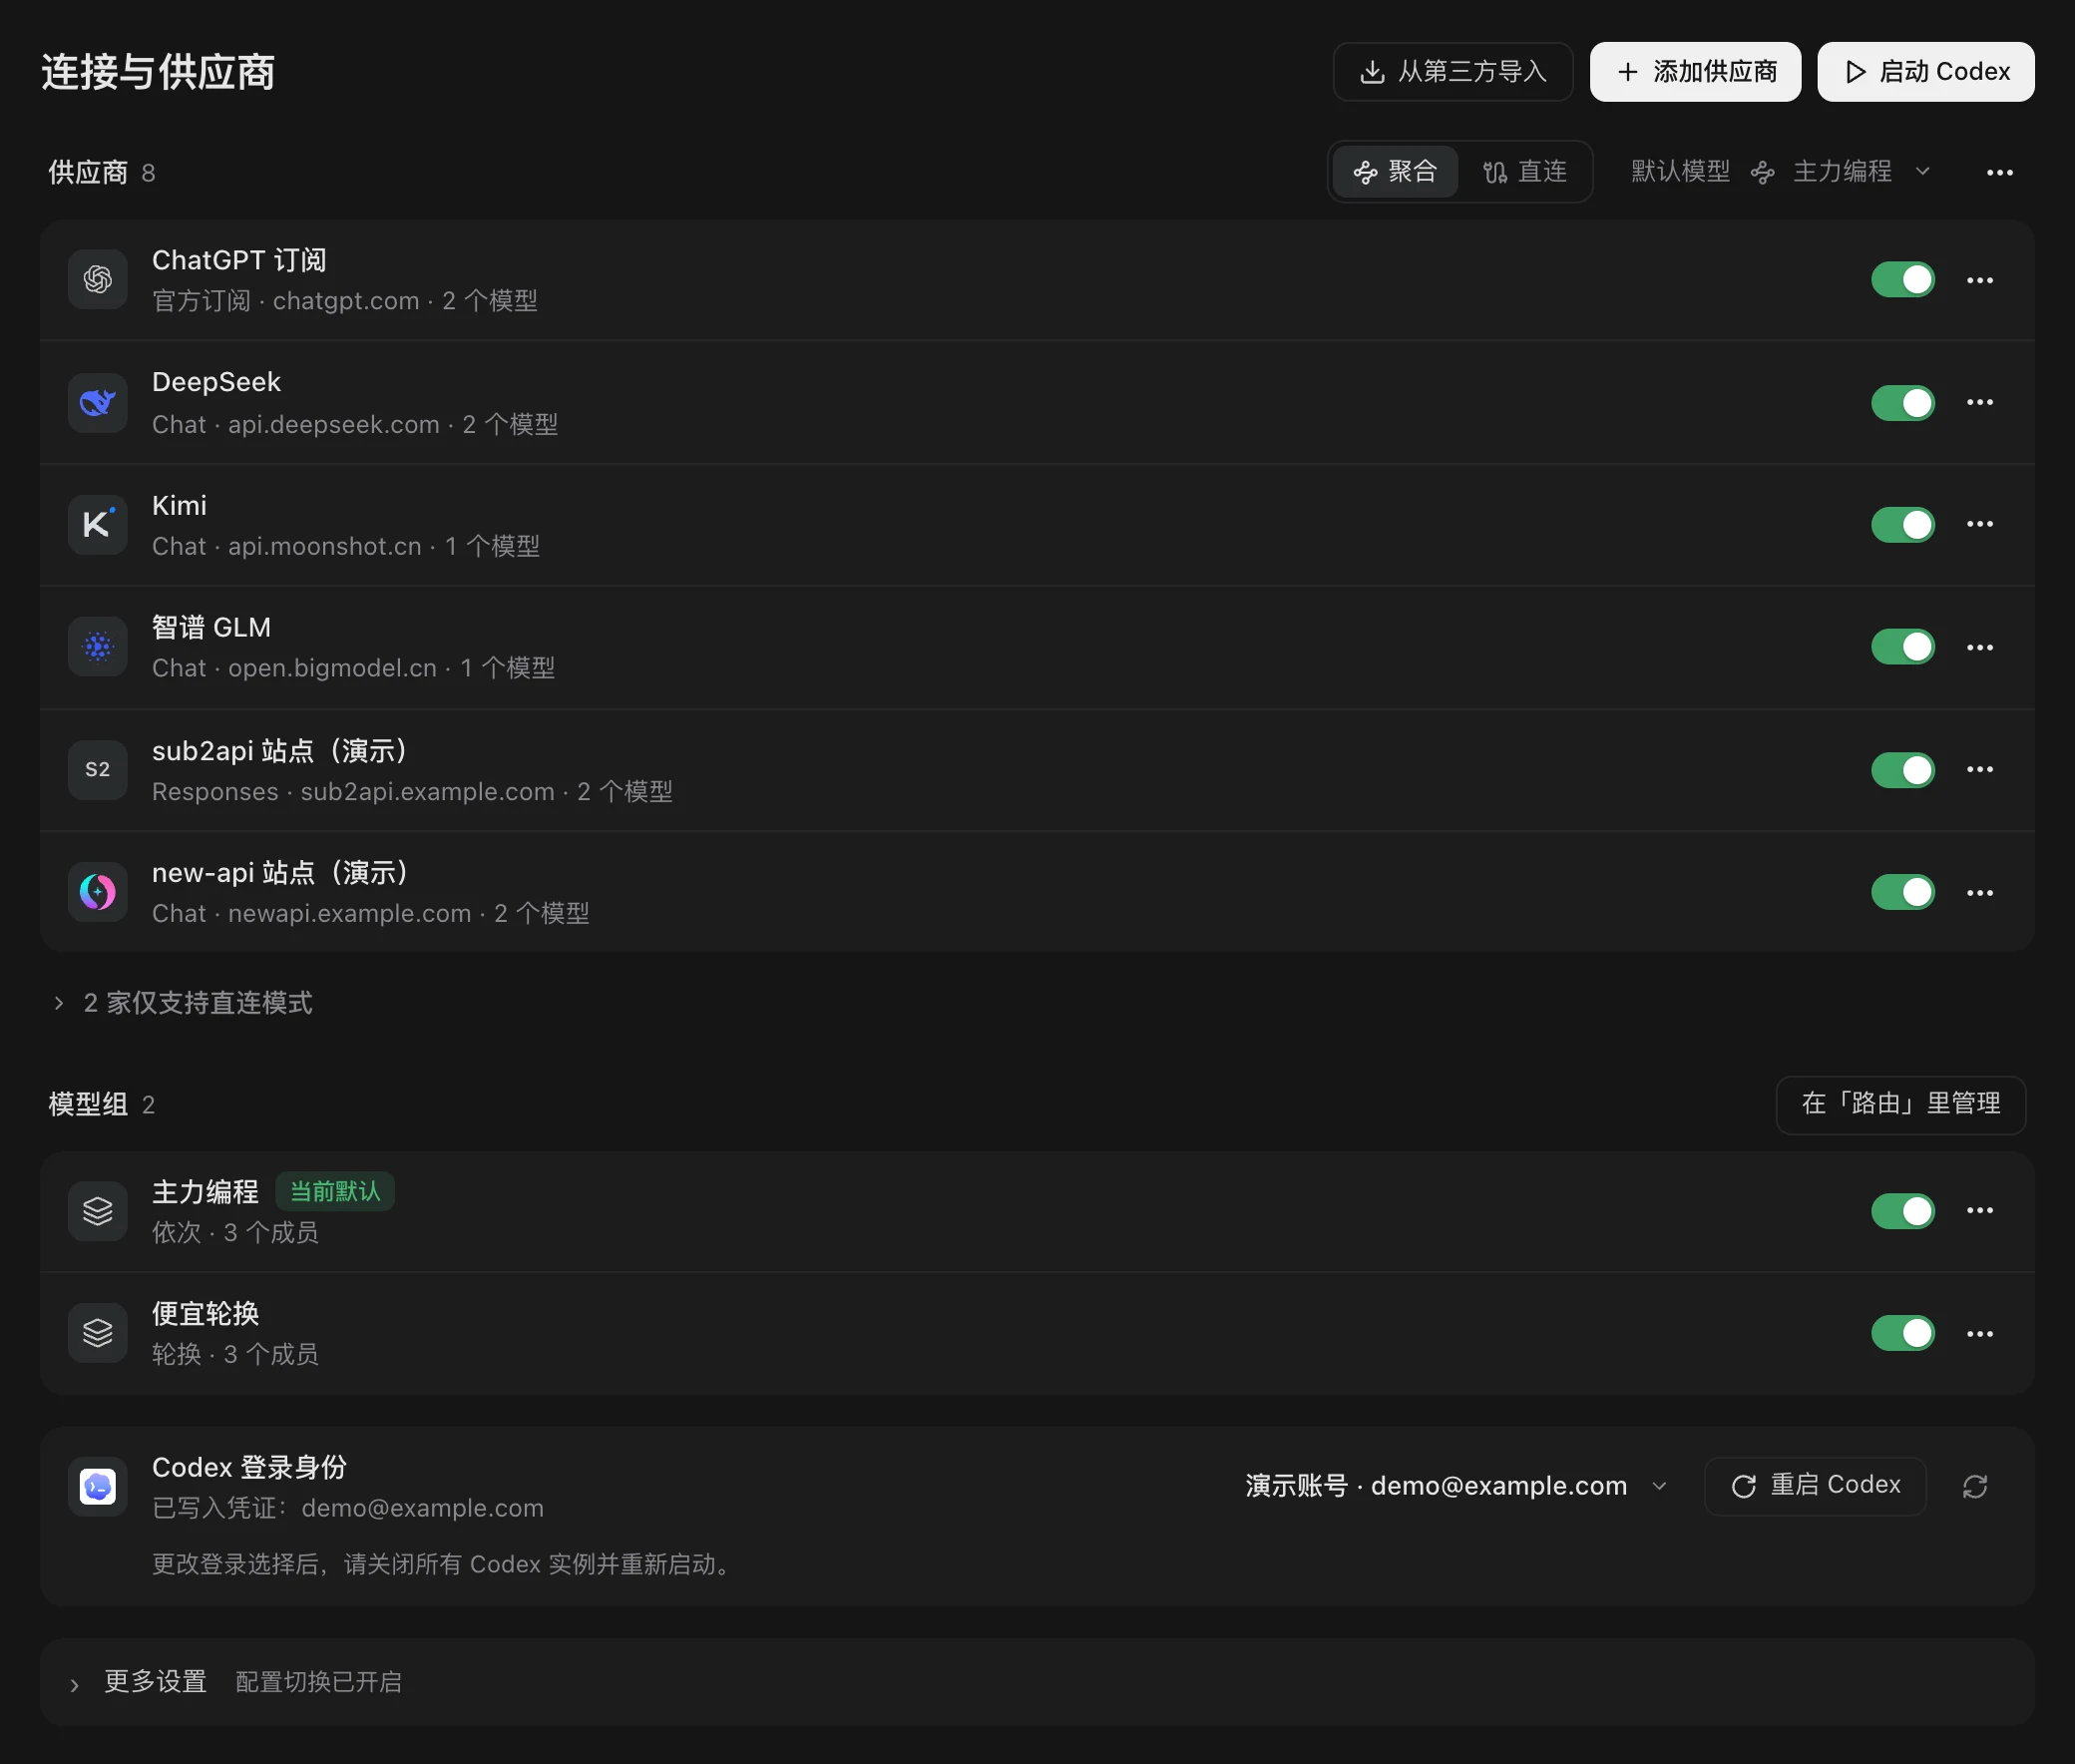 连接与供应商
从第三方导入
添加供应商
启动 Codex
供应商 8
聚合
直连
默认模型 主力编程
ChatGPT 订阅
官方订阅 · chatgpt.com · 2 个模型
DeepSeek
Chat · api.deepseek.com · 2 个模型
Kimi
Chat · api.moonshot.cn · 1 个模型
智谱 GLM
Chat · open.bigmodel.cn · 1 个模型
S2
sub2api 站点（演示）
Responses · sub2api.example.com · 2 个模型
new-api 站点（演示）
Chat · newapi.example.com · 2 个模型
2 家仅支持直连模式
模型组 2
在「路由」里管理
主力编程 当前默认
依次 · 3 个成员
便宜轮换
轮换 · 3 个成员
Codex 登录身份
已写入凭证：demo@example.com
演示账号 · demo@example.com
重启 Codex
更改登录选择后，请关闭所有 Codex 实例并重新启动。
更多设置 配置切换已开启